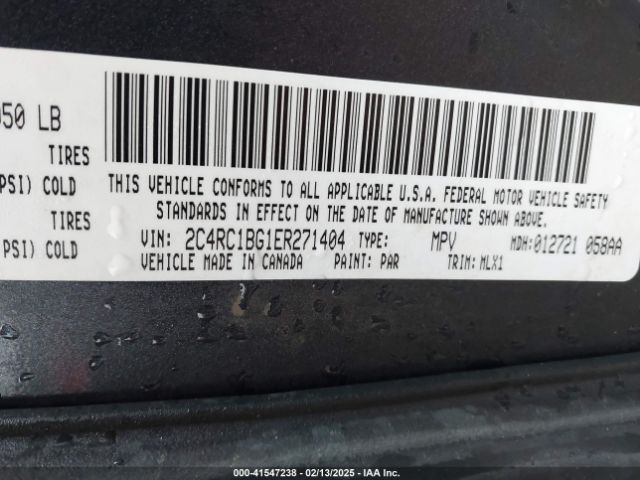 050 LB
TIRES
PSI) COLD
TIRES
PSI) COLD
THIS VEHICLE CONFORMS TO ALL APPLICABLE U.S.A. FEDERAL MOTOR VEHICLE SAFETY
STANDARDS IN EFFECT ON THE DATE OF MANUFACTURE SHOWN ABOVE.
VIN: 2C4RC1BG1ER271404 TYPE: MPV MDH:012721 058AA
VEHICLE MADE IN CANADA PAINT: PAR TRIM: MLX1
000-41547238 - 02/13/2025 - IAA Inc.